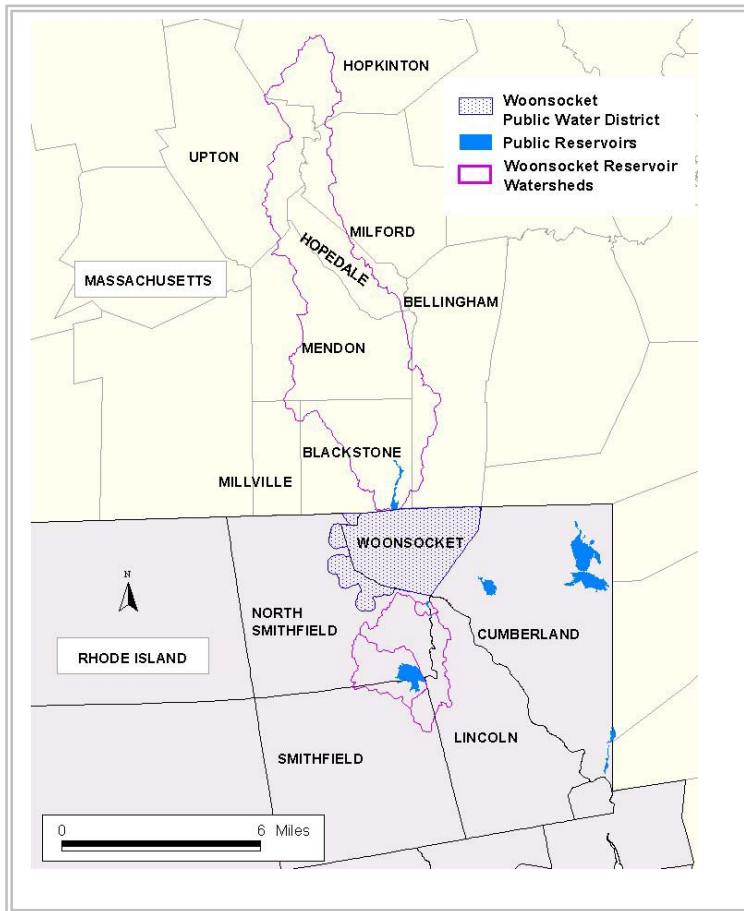 HOPKINTON
Woonsocket
Public Water District
Public Reservoirs
Woonsocket Reservoir
Watersheds
UPTON
MILFORD
HOPEDALE
MASSACHUSETTS
BELLINGHAM
MENDON
BLACKSTONE
MILLVILLE
WOONSOCKET
N
NORTH
SMITHFIELD
CUMBERLAND
RHODE ISLAND
LINCOLN
SMITHFIELD
0 6 Miles